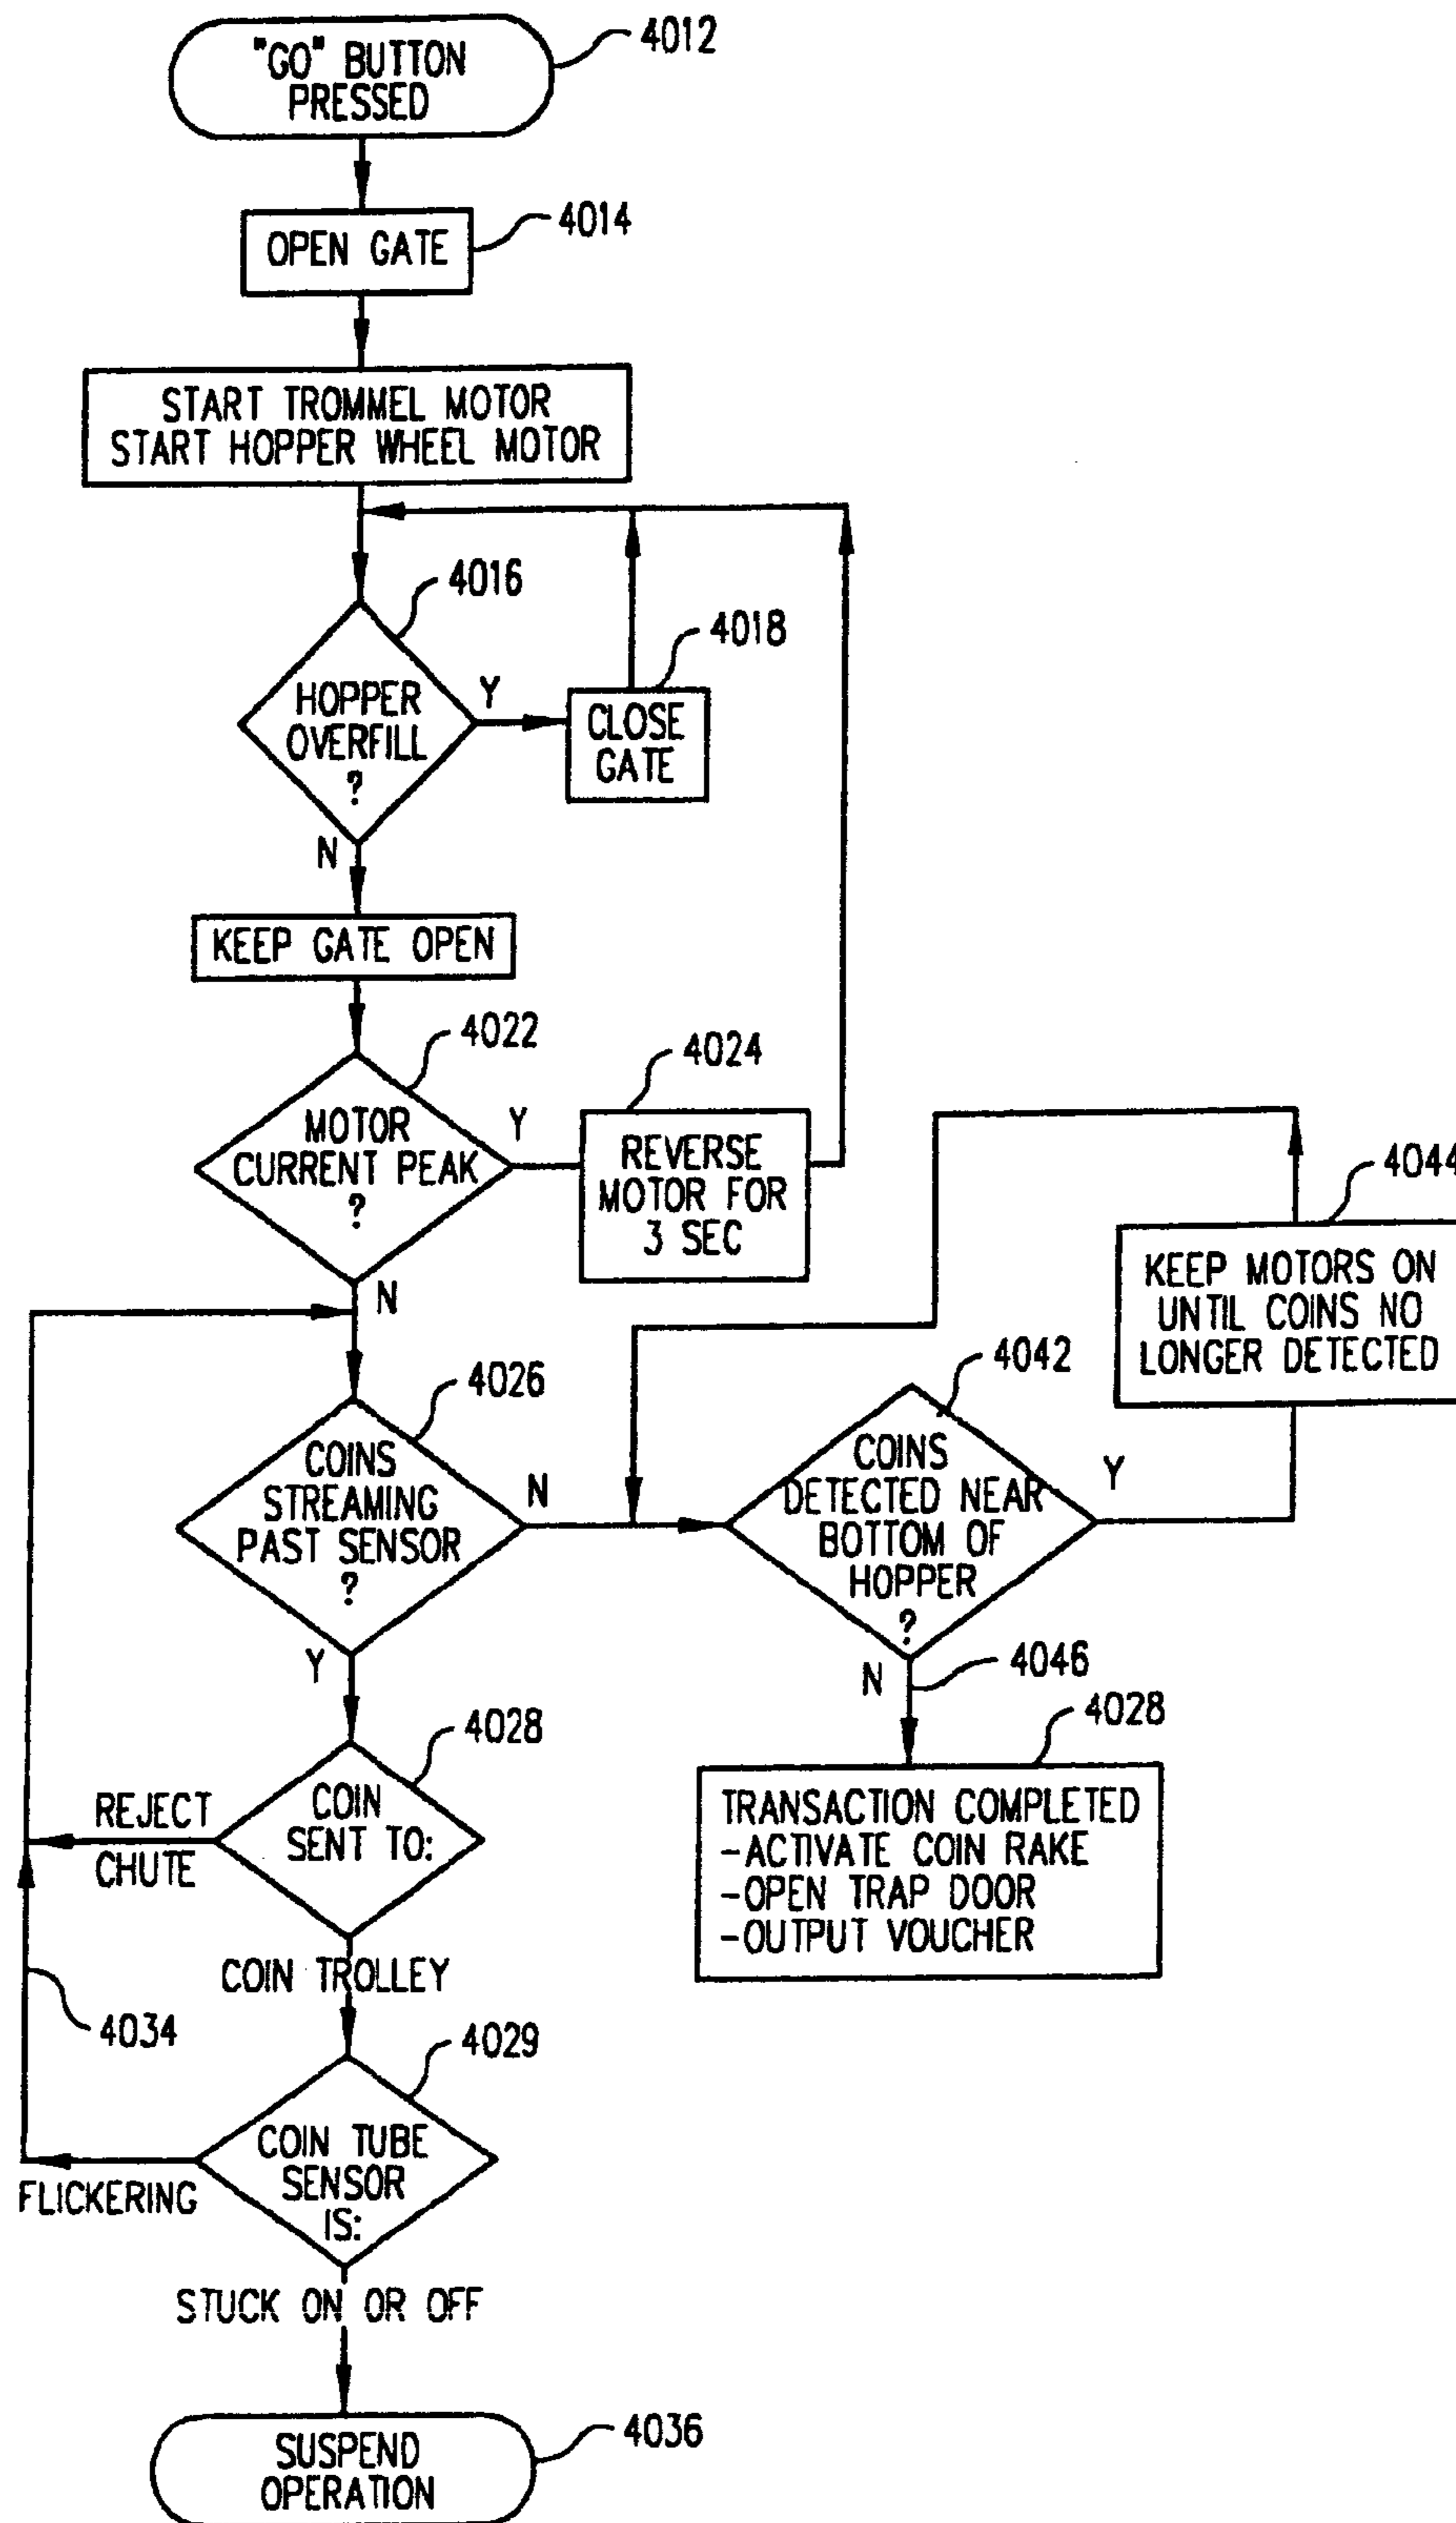 "GO" BUTTON
PRESSED
4012
OPEN GATE
4014
START TROMMEL MOTOR
START HOPPER WHEEL MOTOR
4016
HOPPER
OVERFILL
?
Y
4018
CLOSE
GATE
N
KEEP GATE OPEN
4022
MOTOR
CURRENT PEAK
?
Y
4024
REVERSE
MOTOR FOR
3 SEC
N
4026
COINS
STREAMING
PAST SENSOR
?
N
4042
COINS
DETECTED NEAR
BOTTOM OF
HOPPER
?
Y
4044
KEEP MOTORS ON
UNTIL COINS NO
LONGER DETECTED
N
4046
4028
TRANSACTION COMPLETED
-ACTIVATE COIN RAKE
-OPEN TRAP DOOR
-OUTPUT VOUCHER
Y
4028
COIN
SENT TO:
REJECT
CHUTE
COIN TROLLEY
4034
4029
COIN TUBE
SENSOR
IS:
FLICKERING
STUCK ON OR OFF
4036
SUSPEND
OPERATION